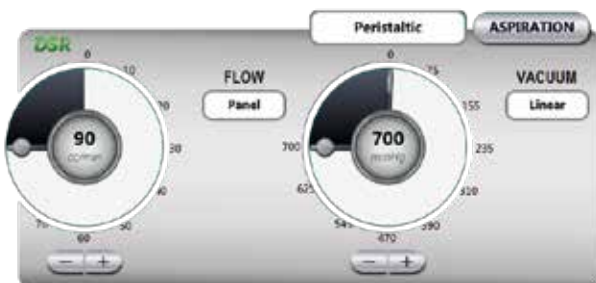 Peristaltic
ASPIRATION
DSR
0
10
20
30
40
50
60
70
90
cc/min
FLOW
Panel
0
75
155
235
310
390
470
545
625
700
700
mmHg
VACUUM
Linear
− +
− +